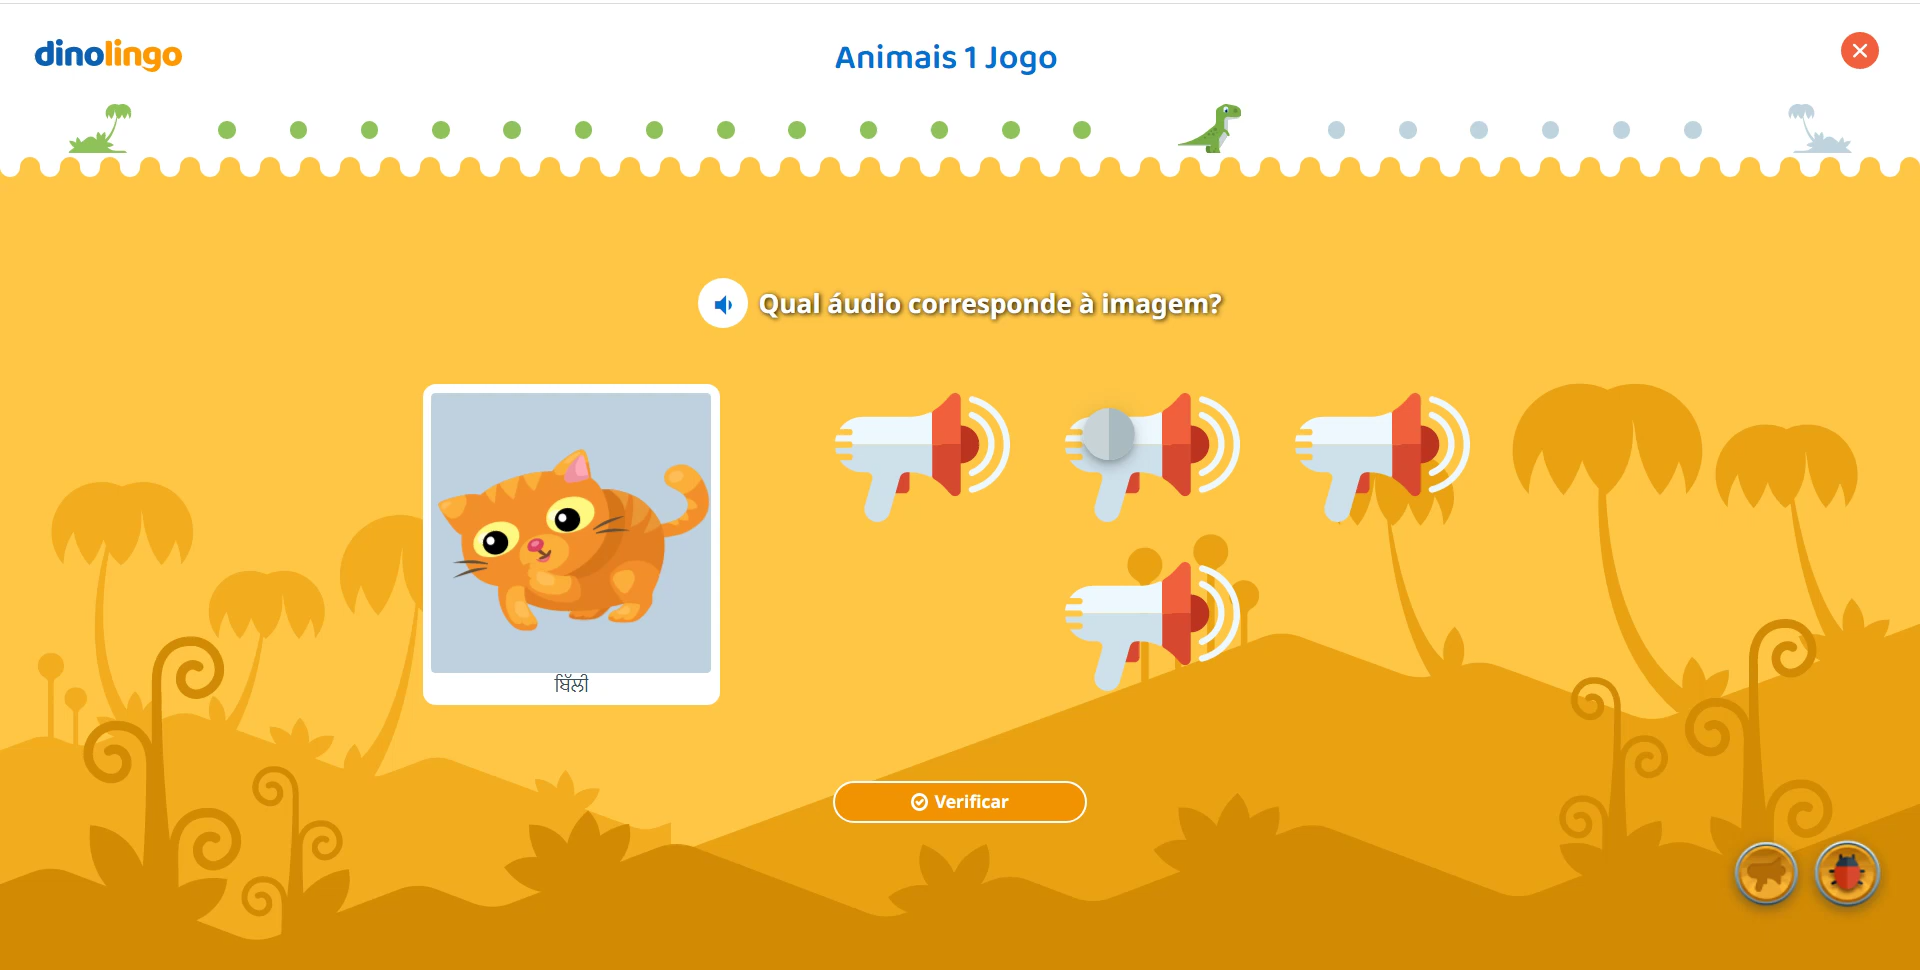 dinolingo
Animais 1 Jogo
Qual áudio corresponde à imagem?
ਬਿੱਲੀ
Verificar